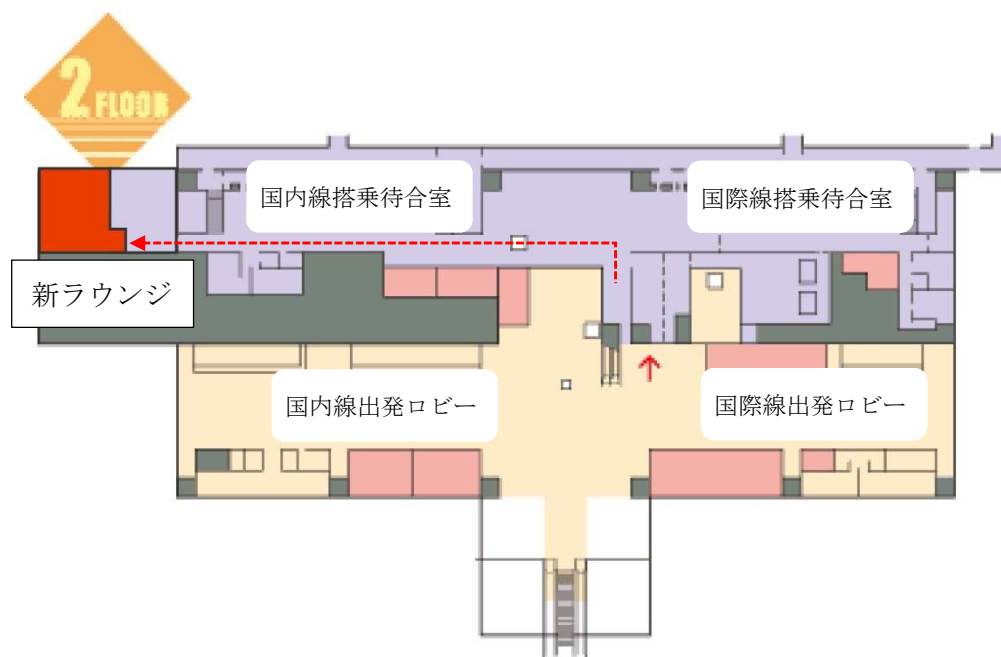 2 FLOOR
国内線搭乗待合室
国際線搭乗待合室
新ラウンジ
国内線出発ロビー
国際線出発ロビー